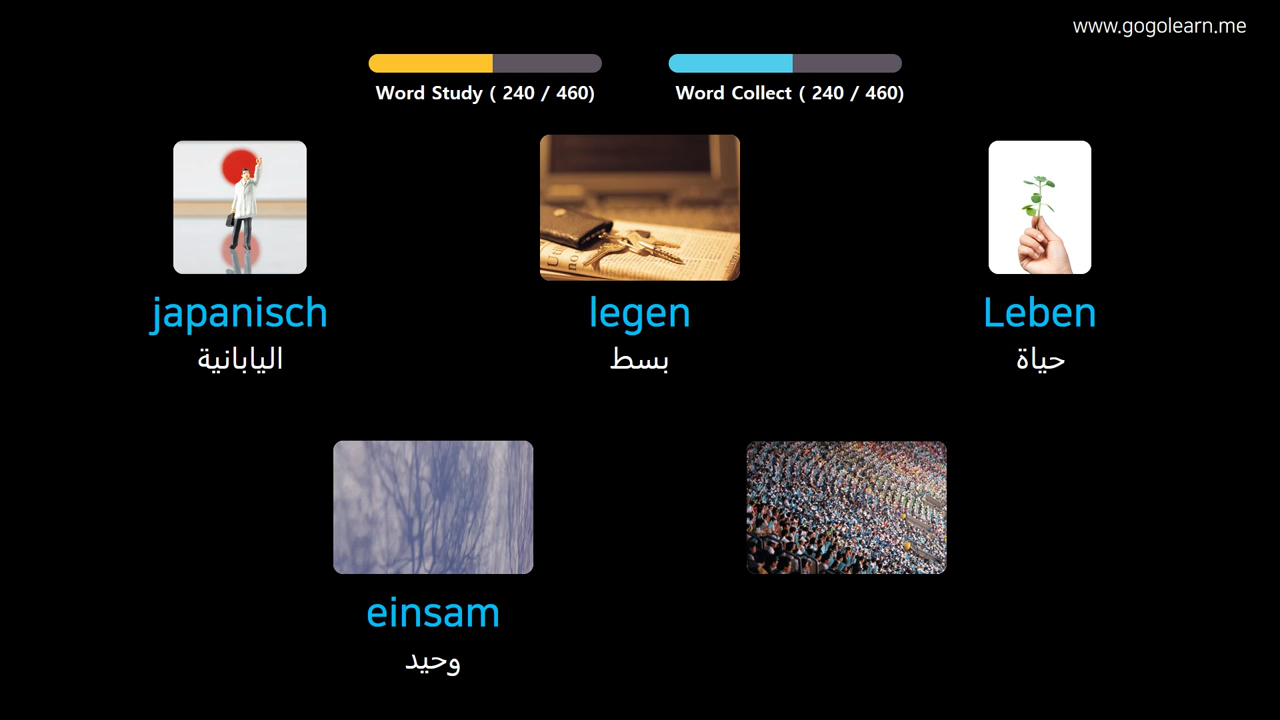 www.gogolearn.me
Word Study ( 240 / 460)
Word Collect ( 240 / 460)
japanisch
اليابانية
legen
بسط
Leben
حياة
einsam
وحيد